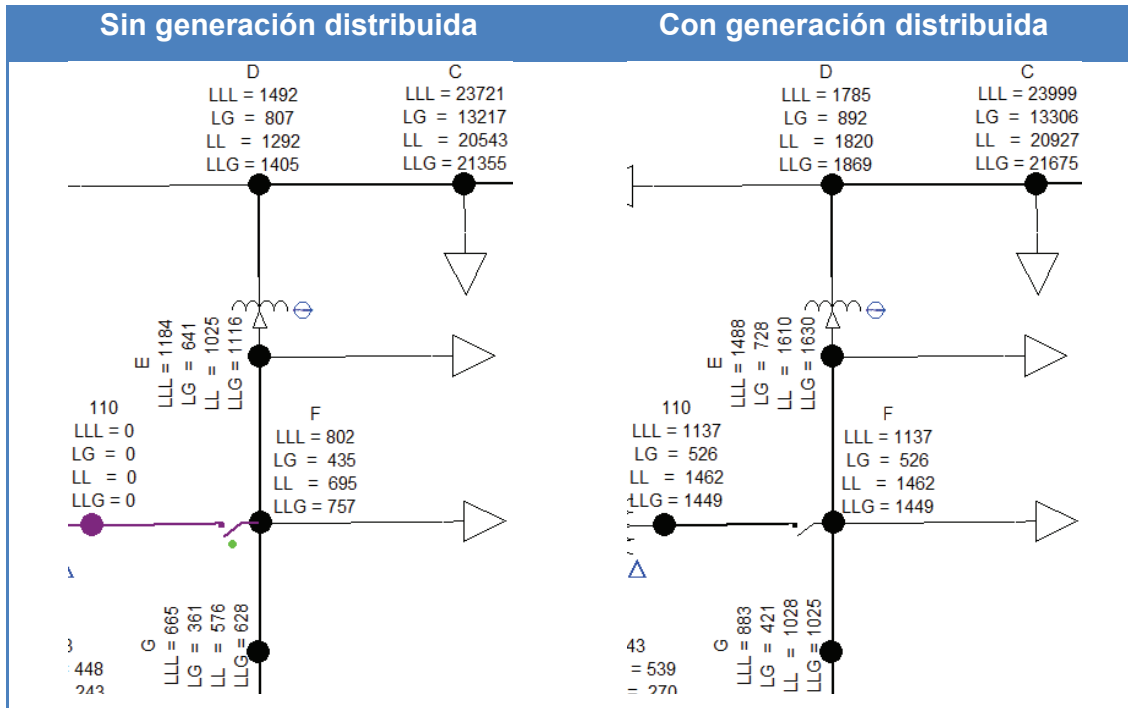 Sin generación distribuida
Con generación distribuida
D
LLL = 1492
LG = 807
LL = 1292
LLG = 1405
C
LLL = 23721
LG = 13217
LL = 20543
LLG = 21355
E
LLL = 1184
LG = 641
LL = 1025
LLG = 1116
110
LLL = 0
LG = 0
LL = 0
LLG = 0
F
LLL = 802
LG = 435
LL = 695
LLG = 757
G
LLL = 665
LG = 361
LL = 576
LLG = 628
3
= 448
243
D
LLL = 1785
LG = 892
LL = 1820
LLG = 1869
C
LLL = 23999
LG = 13306
LL = 20927
LLG = 21675
E
LLL = 1488
LG = 728
LL = 1610
LLG = 1630
110
LLL = 1137
LG = 526
LL = 1462
LLG = 1449
F
LLL = 1137
LG = 526
LL = 1462
LLG = 1449
G
LLL = 883
LG = 421
LL = 1028
LLG = 1025
43
= 539
= 270